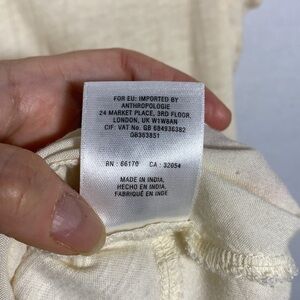 FOR EU: IMPORTED BY
ANTHROPOLOGIE
24 MARKET PLACE, 3RD FLOOR,
LONDON, UK W1W8AN
CIF: VAT No. GB 684936382
GB363851
RN : 66170 CA : 32654
MADE IN INDIA,
HECHO EN INDIA,
FABRIQUÉ EN INDE